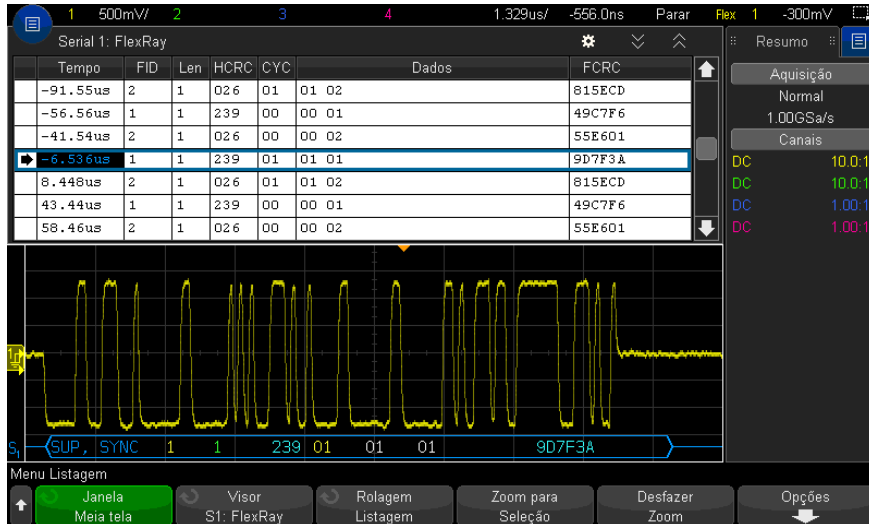 1 500mV/ 2 3 4 1.329us/ -556.0ns Parar Flex 1 -300mV
Serial 1: FlexRay
Tempo FID Len HCRC CYC Dados FCRC
-91.55us 2 1 026 01 01 02 815ECD
-56.56us 1 1 239 00 00 01 49C7F6
-41.54us 2 1 026 00 00 02 55E601
-6.536us 1 1 239 01 01 01 9D7F3A
8.448us 2 1 026 01 01 02 815ECD
43.44us 1 1 239 00 00 01 49C7F6
58.46us 2 1 026 00 00 02 55E601
Resumo
Aquisição
Normal
1.00GSa/s
Canais
DC 10.0:1
DC 10.0:1
DC 1.00:1
DC 1.00:1
1
S1 SUP, SYNC 1 1 239 01 01 01 9D7F3A
Menu Listagem
Janela
Meia tela
Visor
S1: FlexRay
Rolagem
Listagem
Zoom para
Seleção
Desfazer
Zoom
Opções